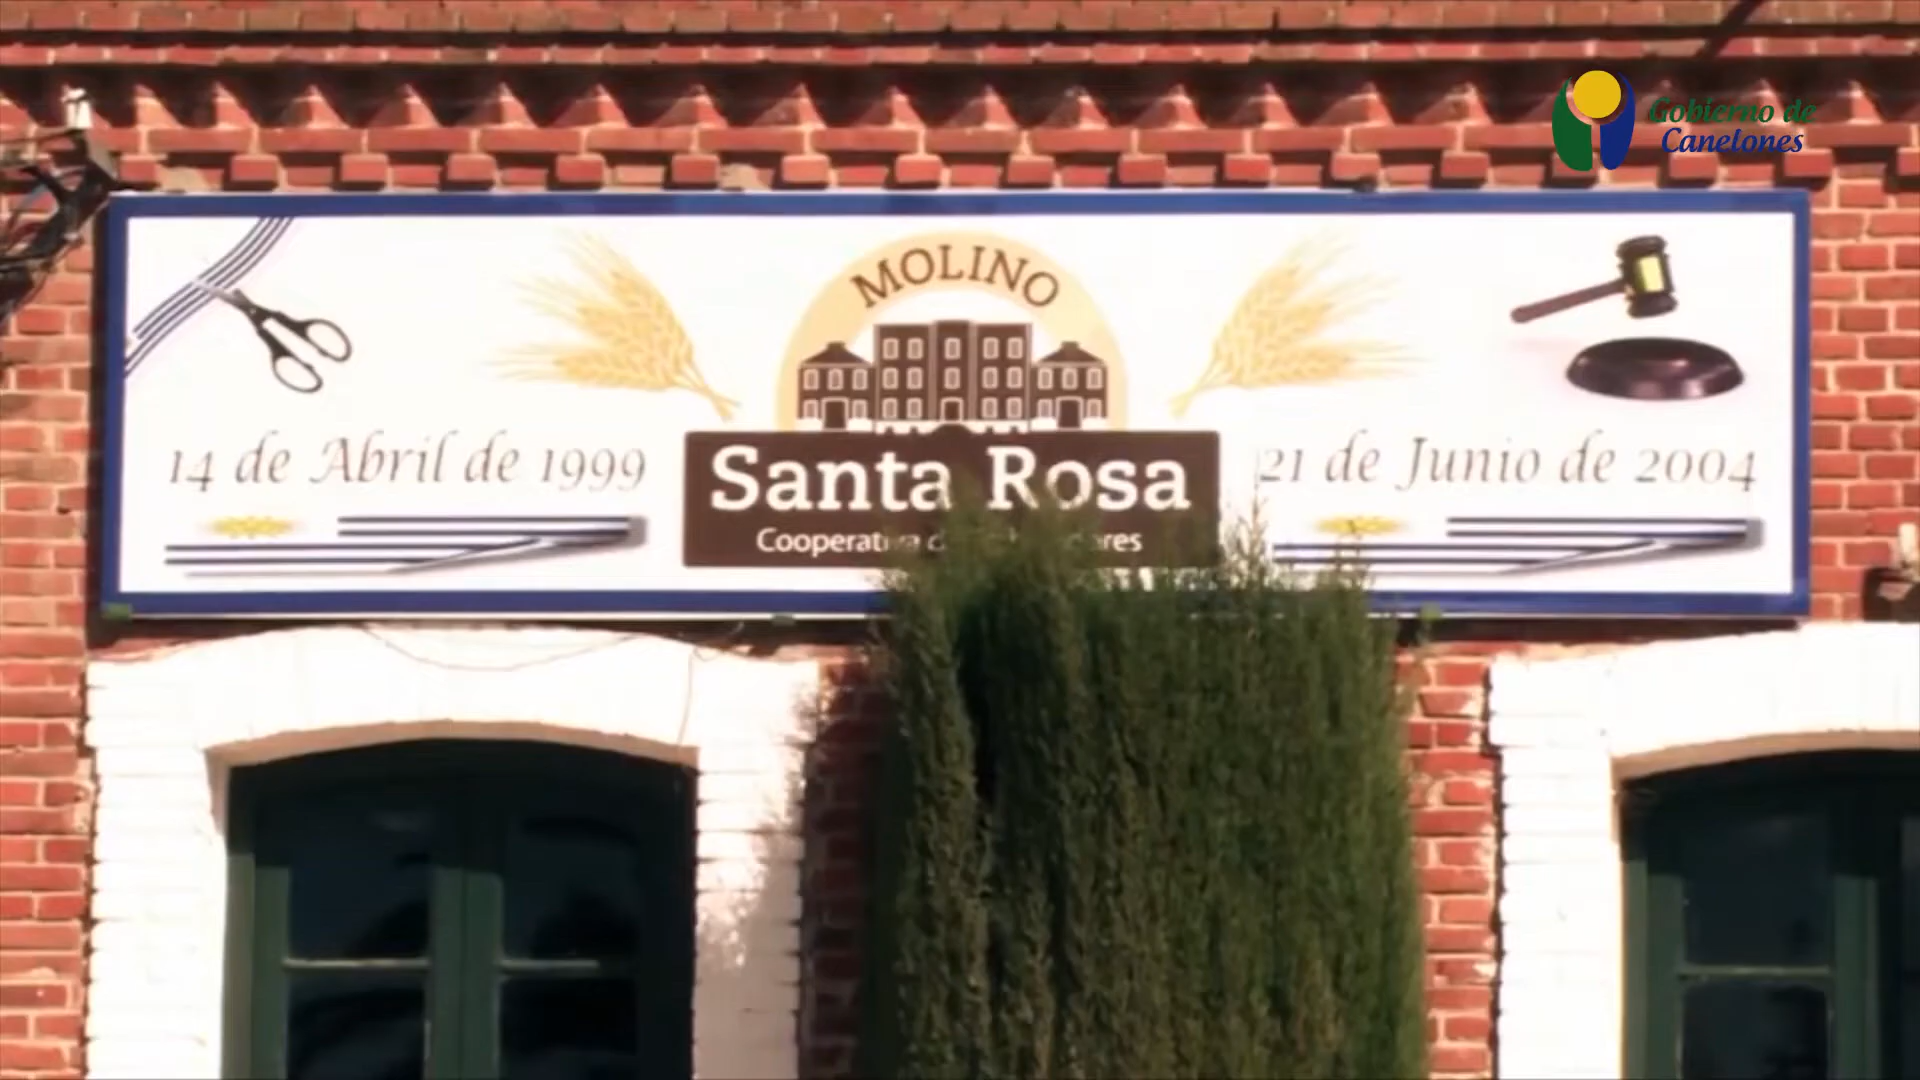 Gobierno de
Canelones
MOLINO
14 de Abril de 1999
Santa Rosa
21 de Junio de 2004
Cooperativa